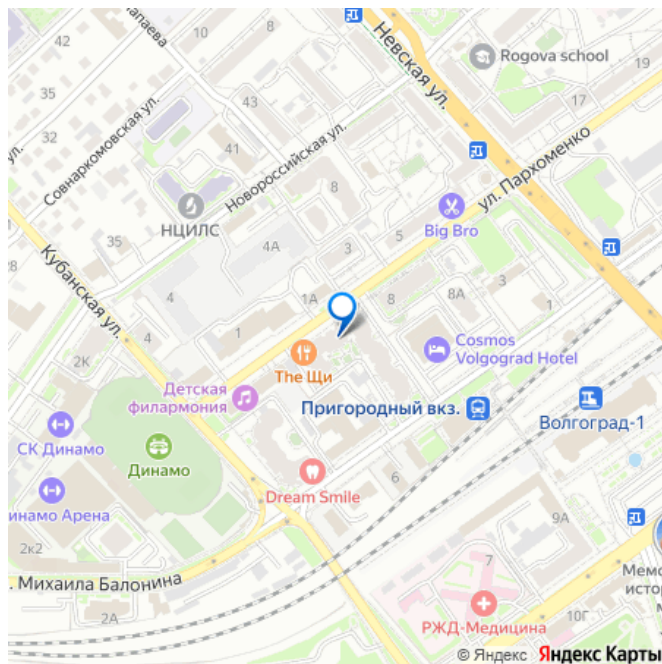 42
10
8
Невская ул.
Rogova school
19
35
43
17
32
Совнаркомовская ул.
Новороссийская ул.
41
ул.
8
ул. Пархоменко
НЦИЛС
Big Bro
35
4А
3
5
28
Кубанская ул.
4
1А
8
8А
3
1
4
1
Cosmos
Volgograd Hotel
2К
The Щи
Детская
филармония
Пригородный вкз.
Волгоград-1
СК Динамо
Динамо
6
Dream Smile
9А
2к2
7
. Михаила Балонина
2А
10Г
РЖД-Медицина
© Яндекс Яндекс Карты